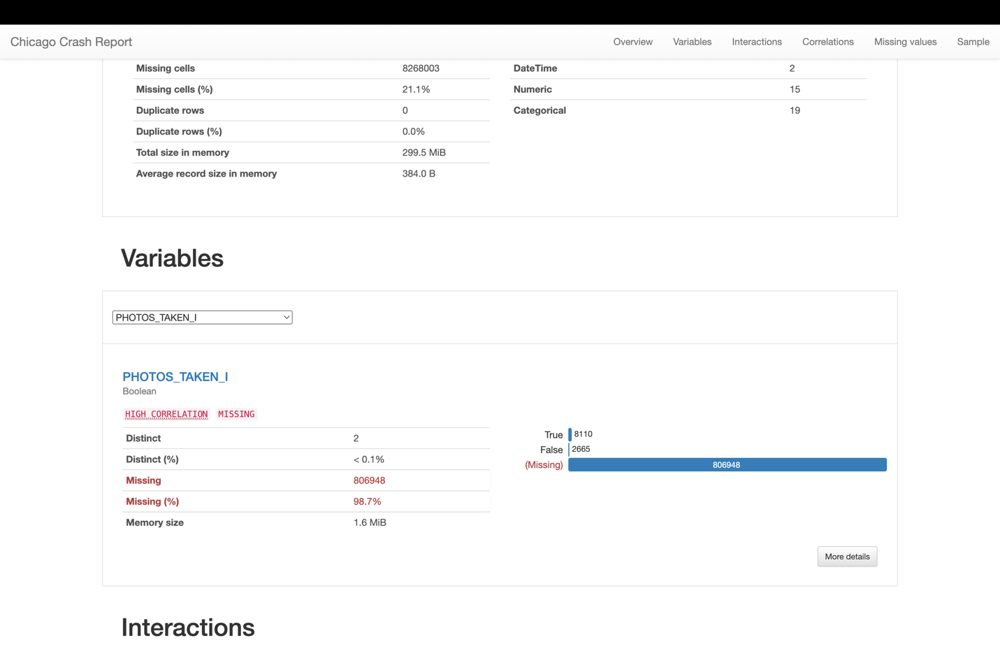 Chicago Crash Report
Overview Variables Interactions Correlations Missing values Sample
Missing cells 8268003
Missing cells (%) 21.1%
Duplicate rows 0
Duplicate rows (%) 0.0%
Total size in memory 299.5 MiB
Average record size in memory 384.0 B
DateTime 2
Numeric 15
Categorical 19
Variables
PHOTOS_TAKEN_I
PHOTOS_TAKEN_I
Boolean
HIGH CORRELATION MISSING
Distinct 2
Distinct (%) < 0.1%
Missing 806948
Missing (%) 98.7%
Memory size 1.6 MiB
True 8110
False 2665
(Missing) 806948
More details
Interactions